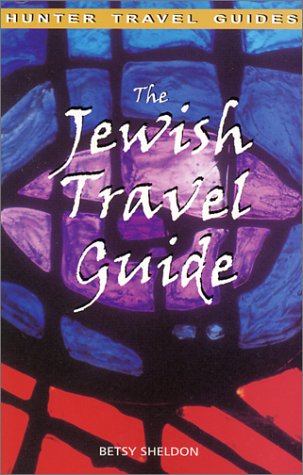 HUNTER TRAVEL GUIDES
The
Jewish
Travel
Guide
BETSY SHELDON